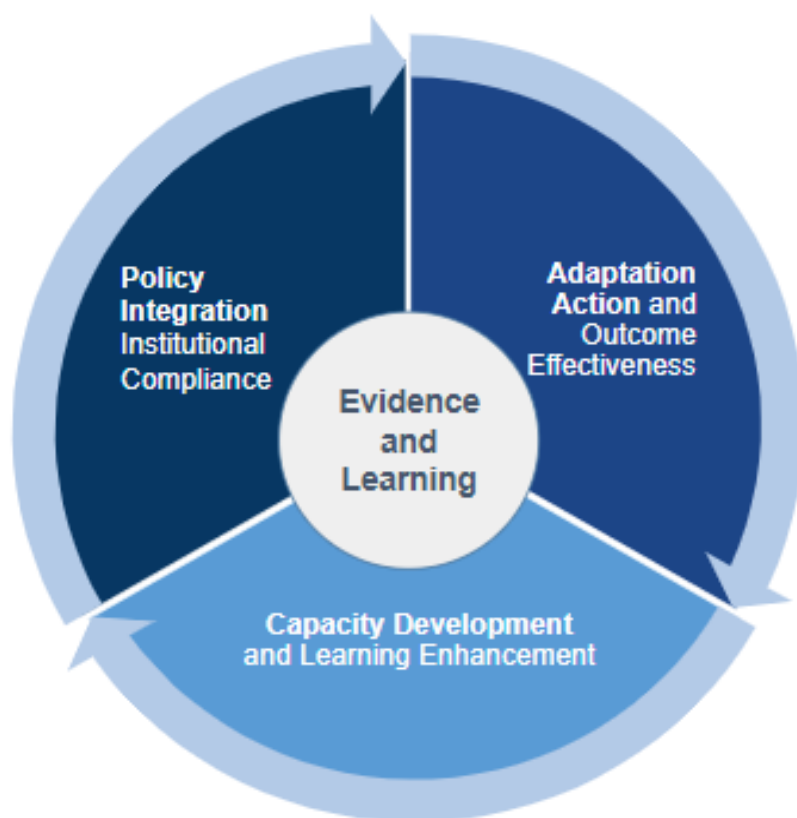 Policy
Integration
Institutional
Compliance
Adaptation
Action and
Outcome
Effectiveness
Evidence
and
Learning
Capacity Development
and Learning Enhancement